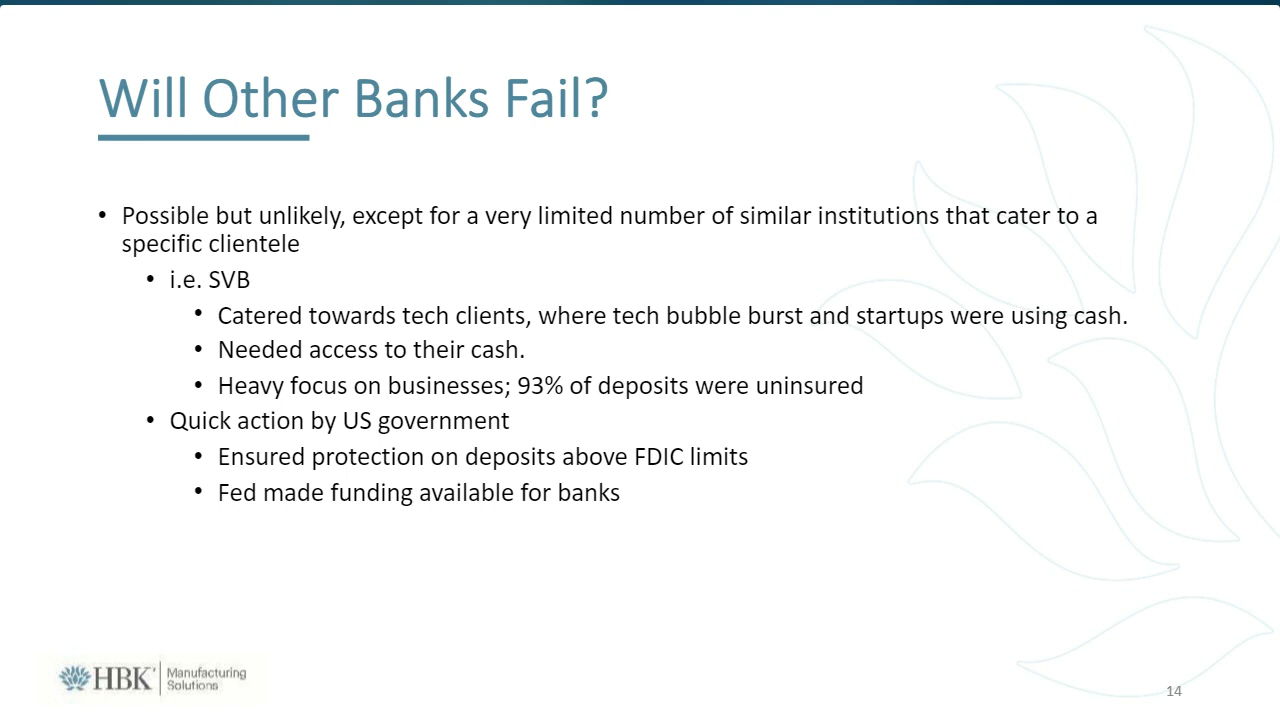 Will Other Banks Fail?
• Possible but unlikely, except for a very limited number of similar institutions that cater to a
specific clientele
• i.e. SVB
• Catered towards tech clients, where tech bubble burst and startups were using cash.
• Needed access to their cash.
• Heavy focus on businesses; 93% of deposits were uninsured
• Quick action by US government
• Ensured protection on deposits above FDIC limits
• Fed made funding available for banks
HBK
Manufacturing
Solutions
14